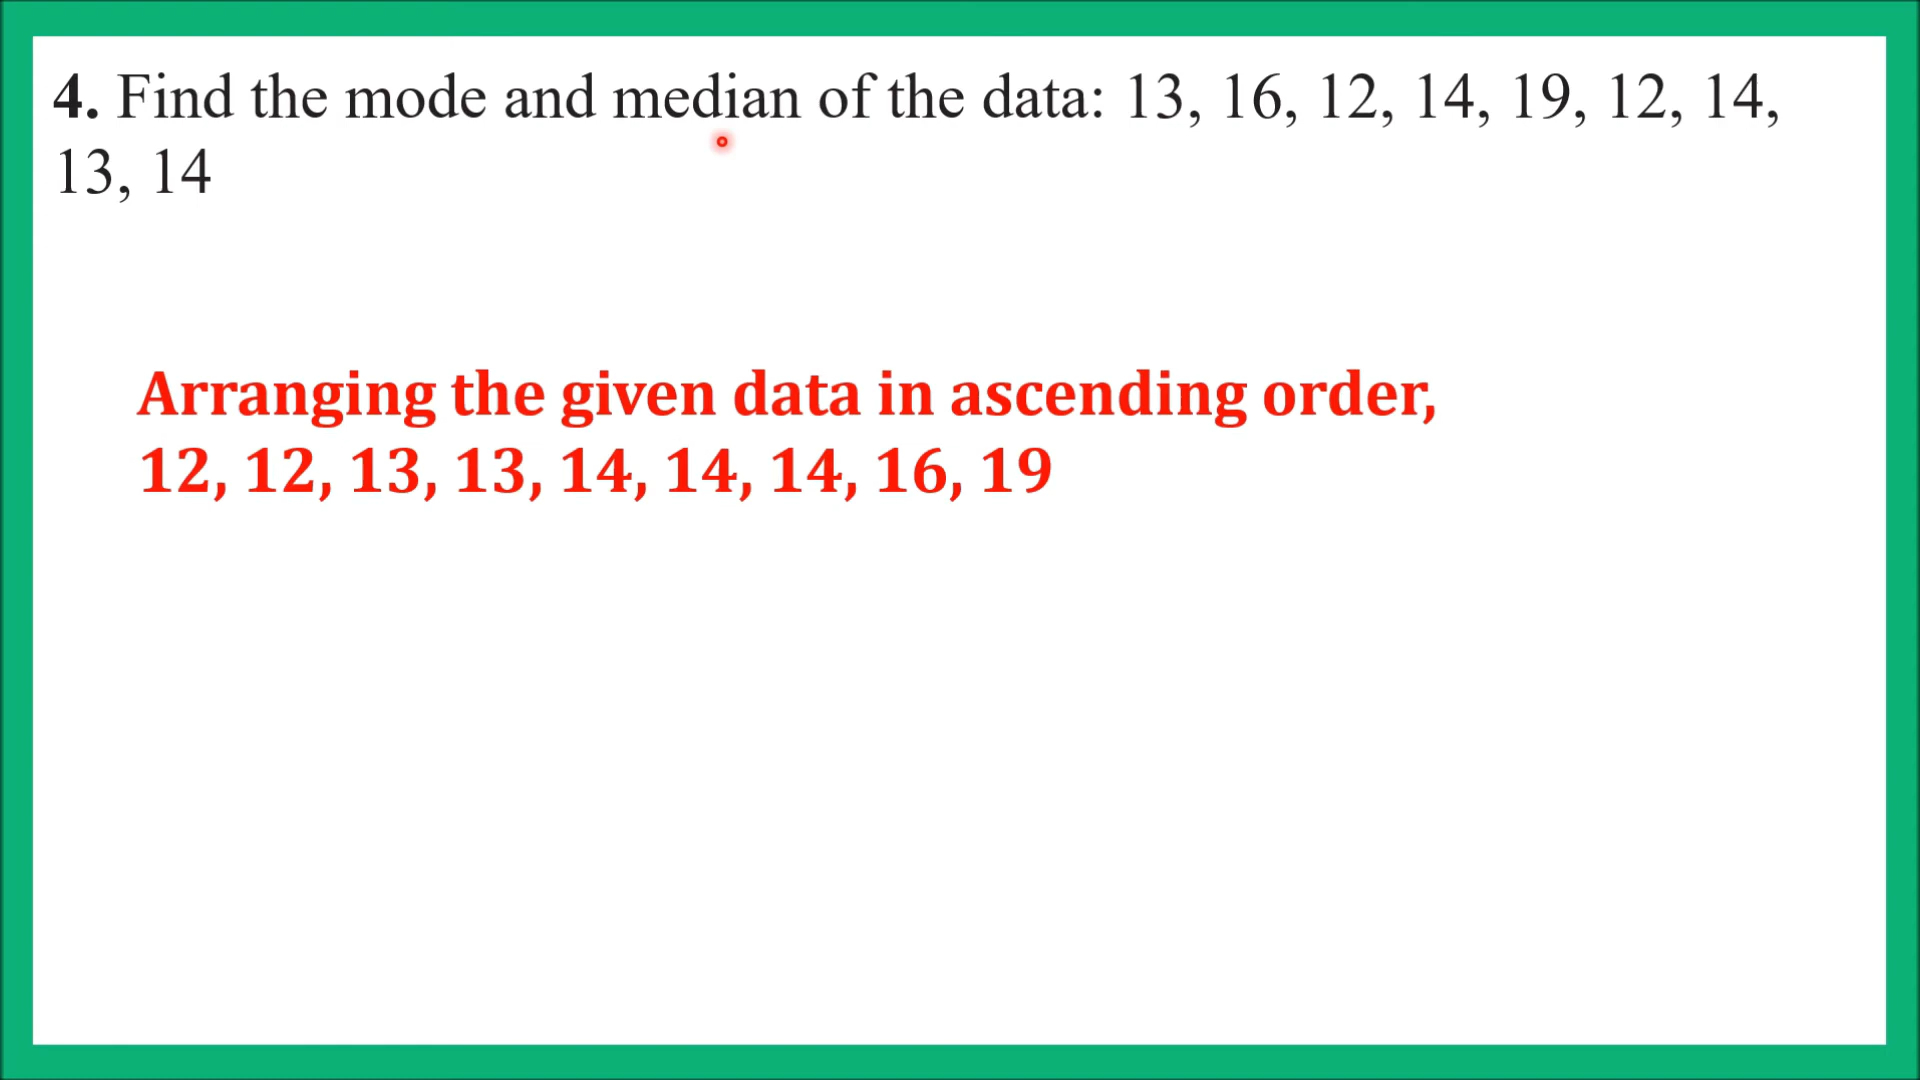 4. Find the mode and median of the data: 13, 16, 12, 14, 19, 12, 14,
13, 14
Arranging the given data in ascending order,
12, 12, 13, 13, 14, 14, 14, 16, 19